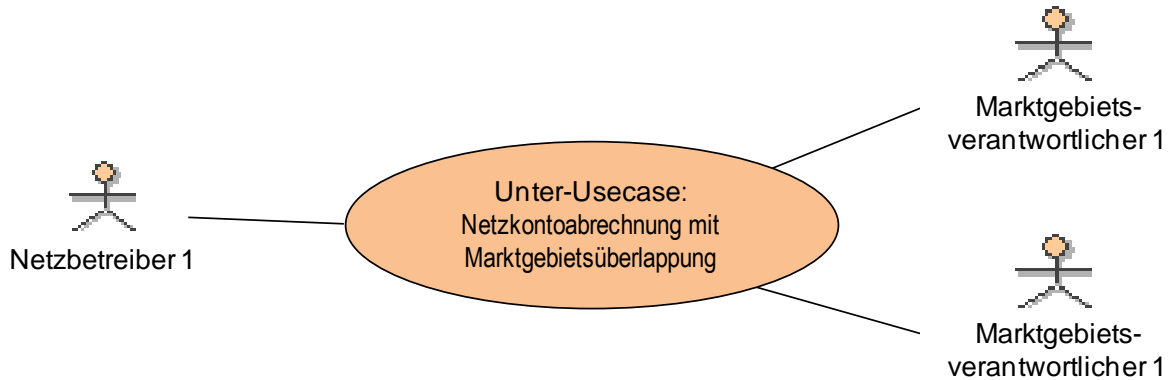 Marktgebiets-
verantwortlicher 1
Unter-Usecase:
Netzkontoabrechnung mit
Marktgebietsüberlappung
Netzbetreiber 1
Marktgebiets-
verantwortlicher 1